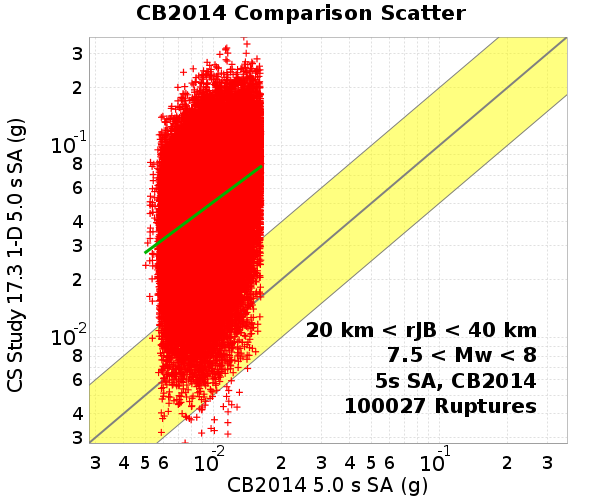 CB2014 Comparison Scatter
CS Study 17.3 1-D 5.0 s SA (g)
3
2
10⁻¹
8
6
4
3
2
10⁻²
8
6
4
3
20 km < rJB < 40 km
7.5 < Mw < 8
5s SA, CB2014
100027 Ruptures
3 4 5 6 10⁻² 2 3 4 5 6 10⁻¹ 2 3
CB2014 5.0 s SA (g)